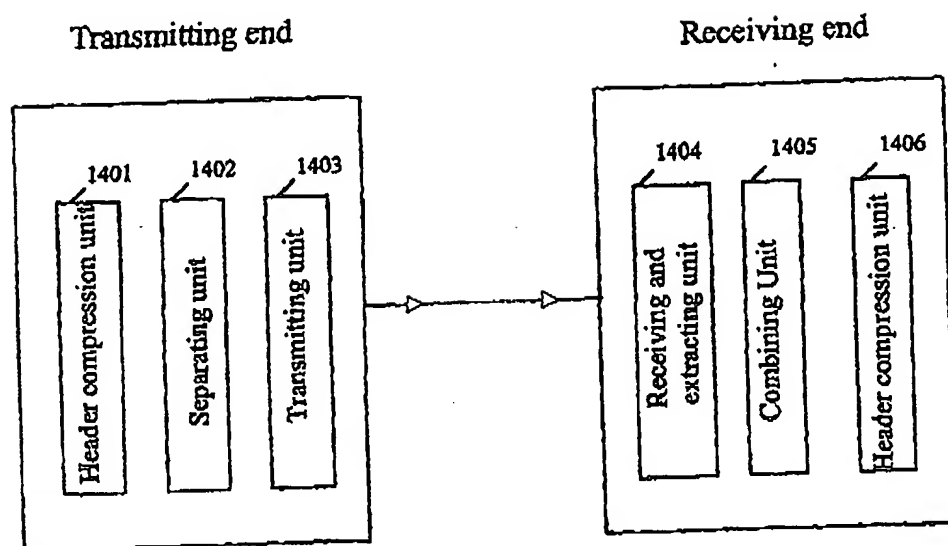 Transmitting end
Receiving end
1401
1402
1403
1404
1405
1406
Header compression unit
Separating unit
Transmitting unit
Receiving and
extracting unit
Combining Unit
Header compression unit